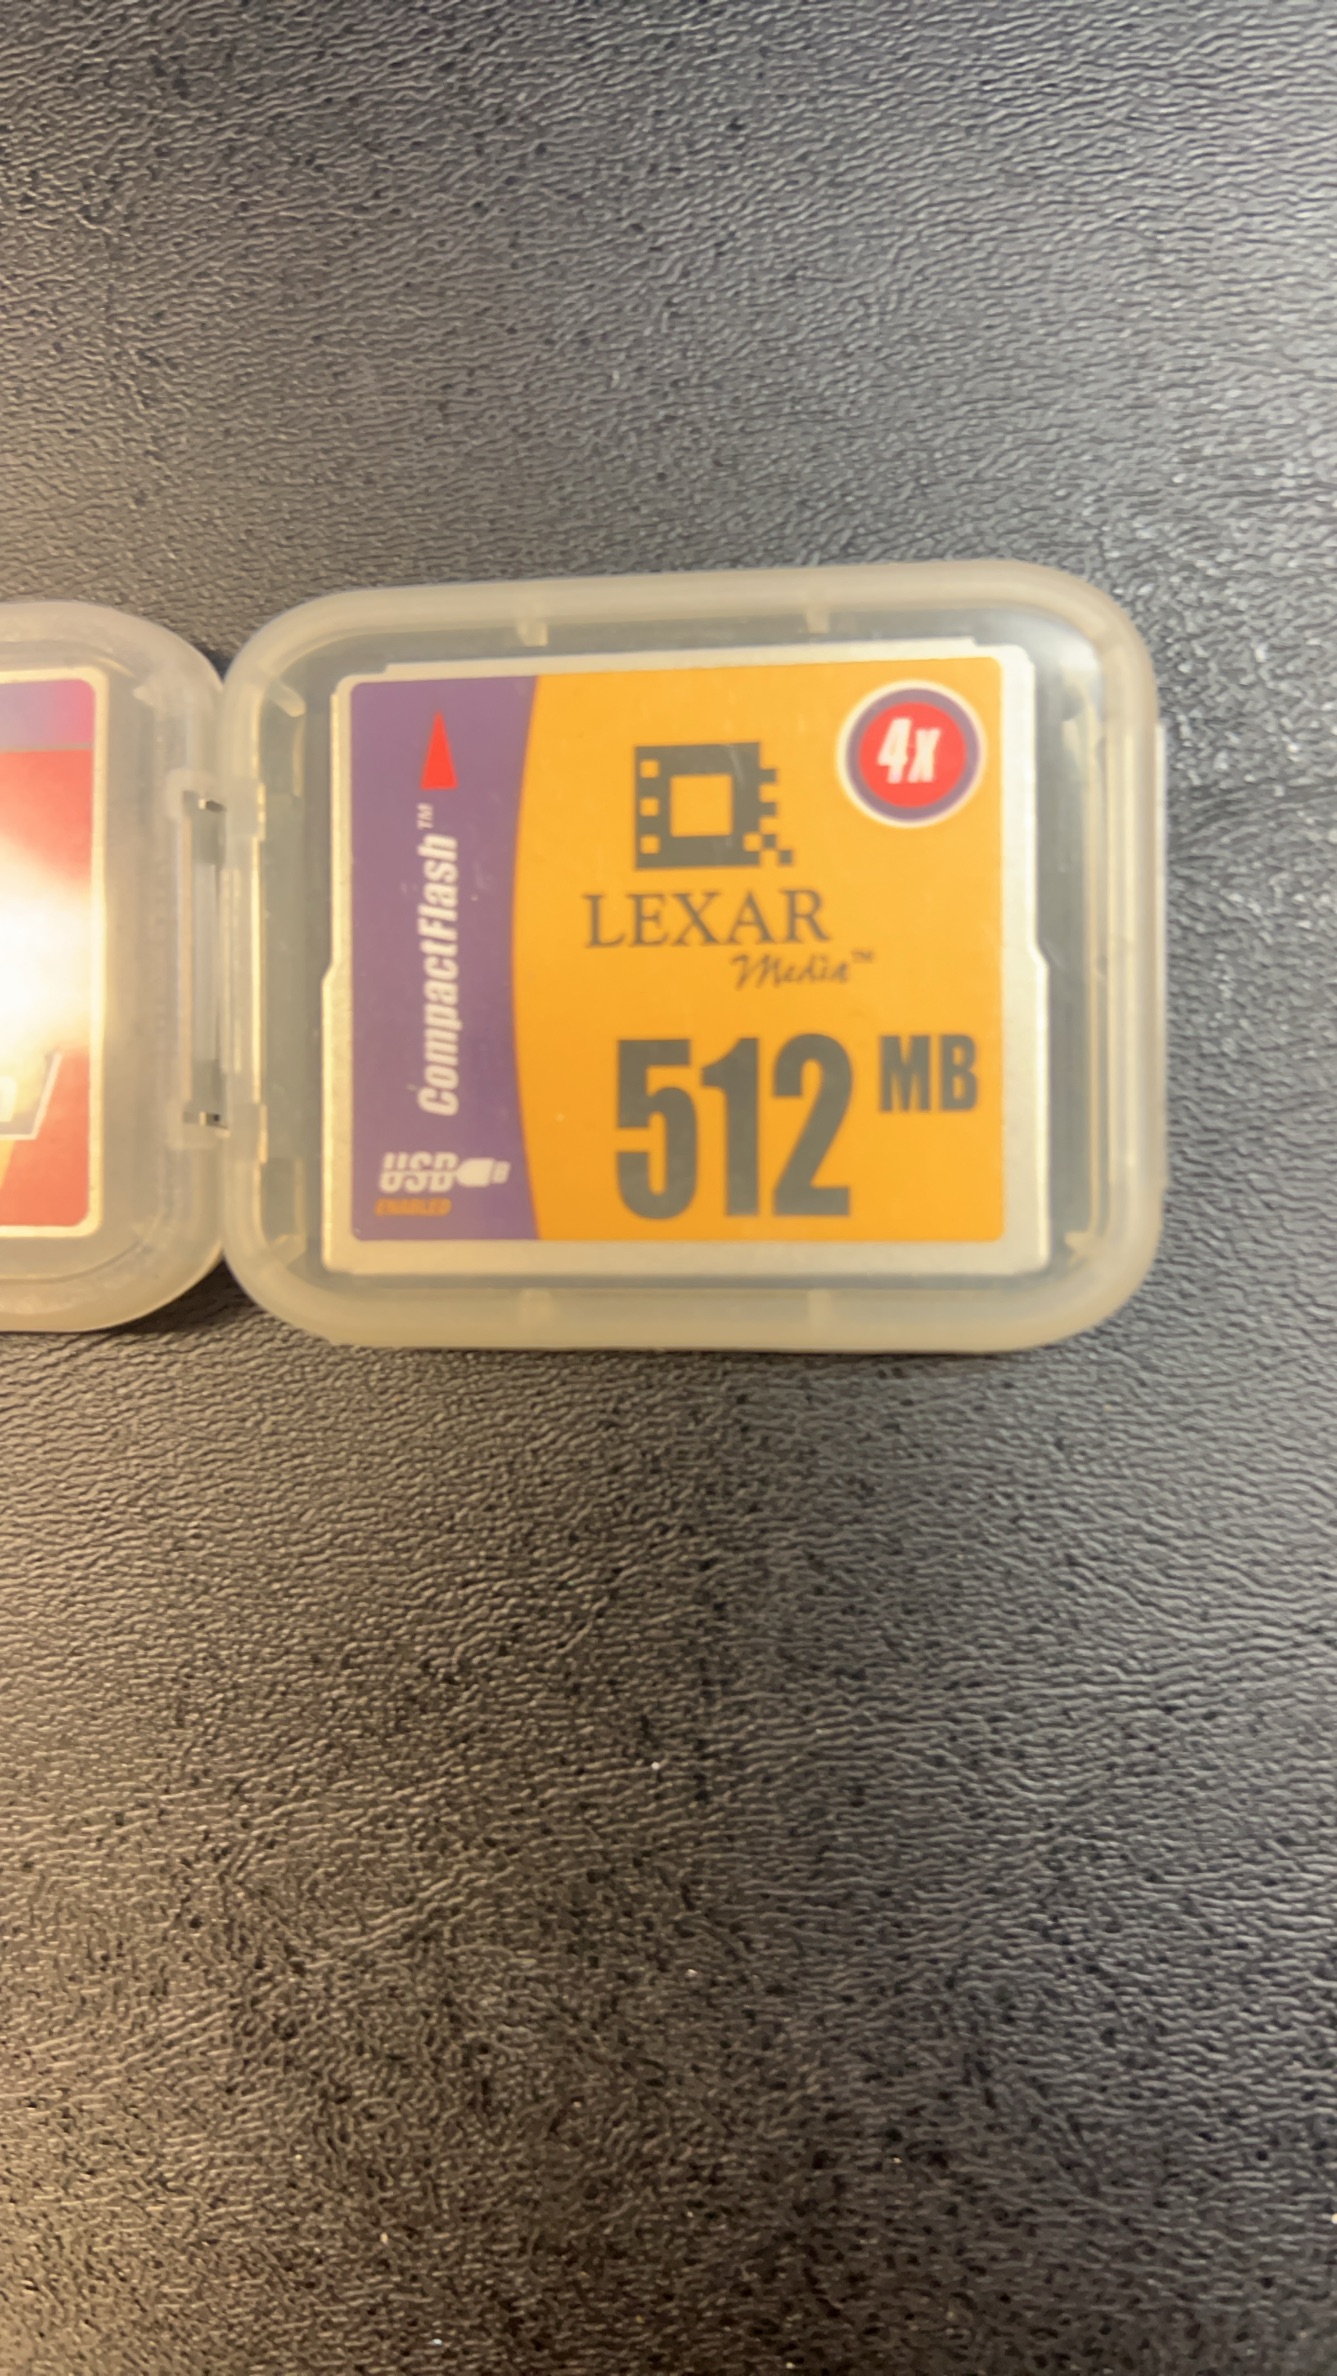 4x
LEXAR
Media™
512 MB
CompactFlash™
USB
ENABLED